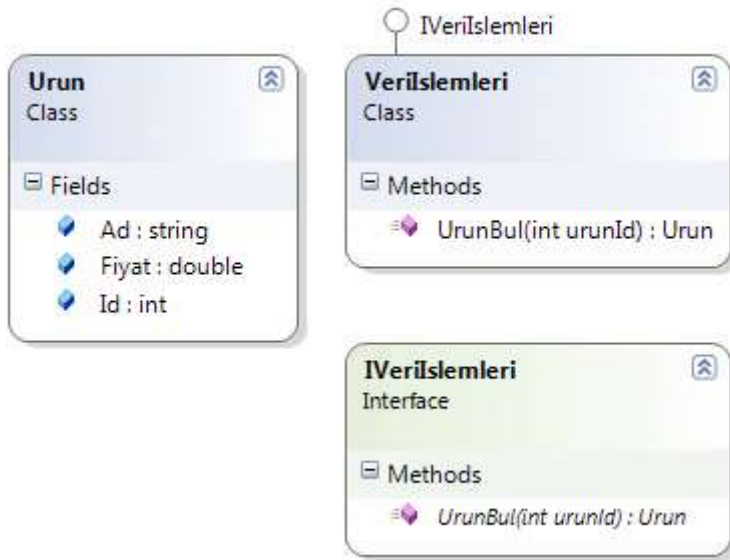 Urun
Class
Fields
Ad : string
Fiyat : double
Id : int
IVeriIslemleri
VeriIslemleri
Class
Methods
UrunBul(int urunId) : Urun
IVeriIslemleri
Interface
Methods
UrunBul(int urunId) : Urun